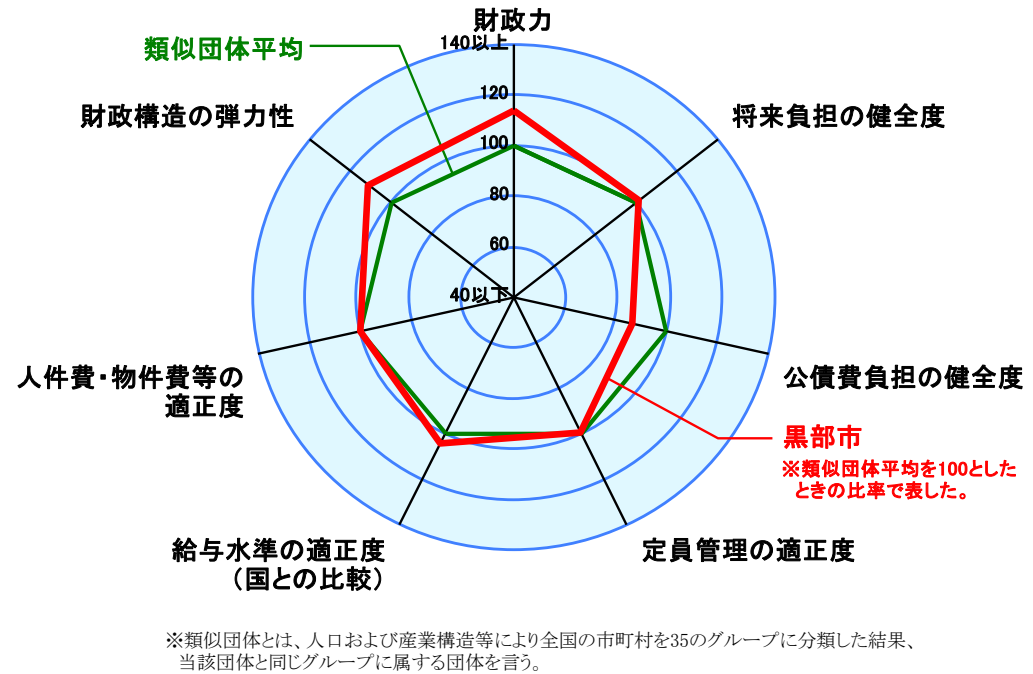 財政力
140以上
類似団体平均
120
財政構造の弾力性
将来負担の健全度
100
80
60
40以下
人件費・物件費等の
適正度
公債費負担の健全度
黒部市
※類似団体平均を100とした
ときの比率で表した。
給与水準の適正度
（国との比較）
定員管理の適正度
※類似団体とは、人口および産業構造等により全国の市町村を35のグループに分類した結果、
当該団体と同じグループに属する団体を言う。